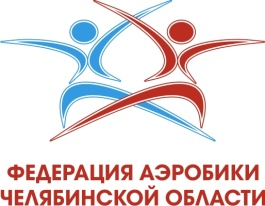 ФЕДЕРАЦИЯ АЭРОБИКИ
ЧЕЛЯБИНСКОЙ ОБЛАСТИ